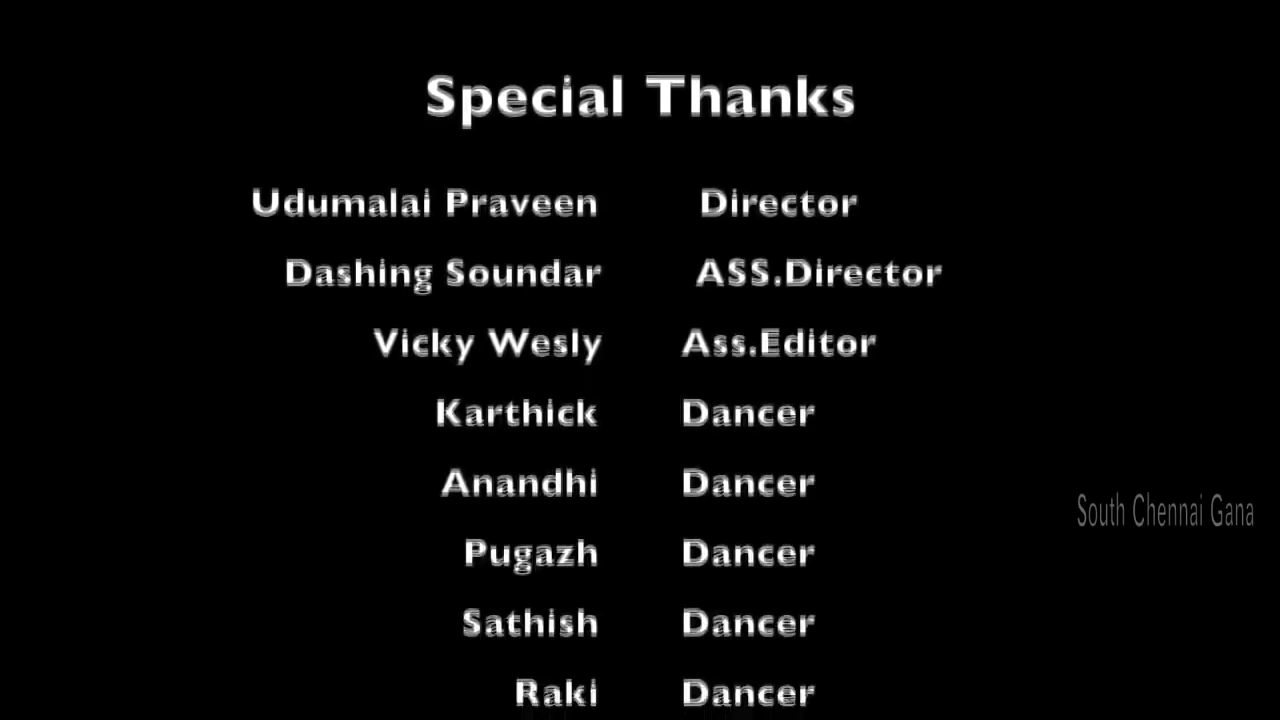 Special Thanks
Udumalai Praveen Director
Dashing Soundar ASS.Director
Vicky Wesly Ass.Editor
Karthick Dancer
Anandhi Dancer
South Chennai Gana
Pugazh Dancer
Sathish Dancer
Raki Dancer